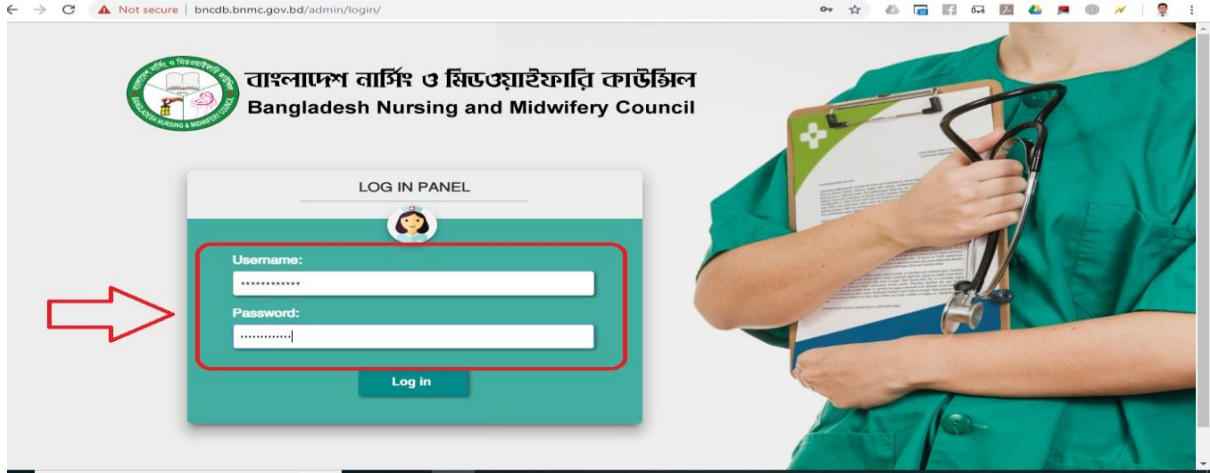 Not secure | bncdb.bnmc.gov.bd/admin/login/
বাংলাদেশ নার্সিং ও মিডওয়াইফারি কাউন্সিল
Bangladesh Nursing and Midwifery Council
LOG IN PANEL
Username:
************
Password:
·············
Log in